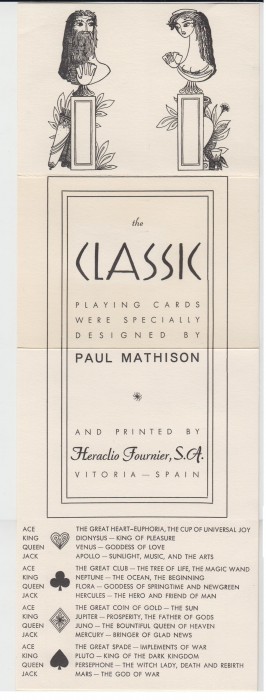 the
CLASSIC
PLAYING CARDS
WERE SPECIALLY
DESIGNED BY
PAUL MATHISON
AND PRINTED BY
Heraclio Fournier, S.A.
VITORIA — SPAIN
ACE THE GREAT HEART—EUPHORIA, THE CUP OF UNIVERSAL JOY
KING DIONYSUS — KING OF PLEASURE
QUEEN VENUS — GODDESS OF LOVE
JACK APOLLO — SUNLIGHT, MUSIC, AND THE ARTS
ACE THE GREAT CLUB — THE TREE OF LIFE, THE MAGIC WAND
KING NEPTUNE — THE OCEAN, THE BEGINNING
QUEEN FLORA — GODDESS OF SPRINGTIME AND NEWGREEN
JACK HERCULES — THE HERO AND FRIEND OF MAN
ACE THE GREAT COIN OF GOLD — THE SUN
KING JUPITER — PROSPERITY, THE FATHER OF GODS
QUEEN JUNO — THE BOUNTIFUL QUEEN OF HEAVEN
JACK MERCURY — BRINGER OF GLAD NEWS
ACE THE GREAT SPADE — IMPLEMENTS OF WAR
KING PLUTO — KING OF THE DARK KINGDOM
QUEEN PERSEPHONE — THE WITCH LADY, DEATH AND REBIRTH
JACK MARS — THE GOD OF WAR